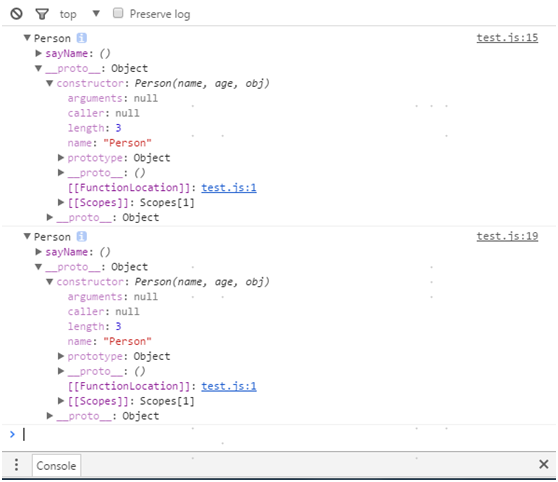 top ▼ Preserve log
▼ Person i test.js:15
▶ sayName: ()
▼ __proto__: Object
▼ constructor: Person(name, age, obj)
arguments: null
caller: null
length: 3
name: "Person"
▶ prototype: Object
▶ __proto__: ()
[[FunctionLocation]]: test.js:1
▶ [[Scopes]]: Scopes[1]
▶ __proto__: Object
▼ Person i test.js:19
▶ sayName: ()
▼ __proto__: Object
▼ constructor: Person(name, age, obj)
arguments: null
caller: null
length: 3
name: "Person"
▶ prototype: Object
▶ __proto__: ()
[[FunctionLocation]]: test.js:1
▶ [[Scopes]]: Scopes[1]
▶ __proto__: Object
>
Console